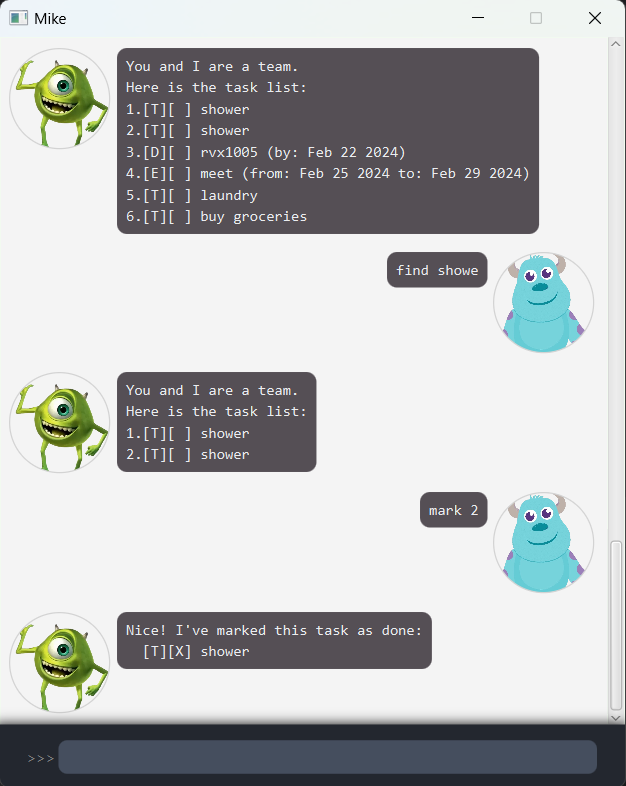 Mike
You and I are a team.
Here is the task list:
1.[T][ ] shower
2.[T][ ] shower
3.[D][ ] rvx1005 (by: Feb 22 2024)
4.[E][ ] meet (from: Feb 25 2024 to: Feb 29 2024)
5.[T][ ] laundry
6.[T][ ] buy groceries
find showe
You and I are a team.
Here is the task list:
1.[T][ ] shower
2.[T][ ] shower
mark 2
Nice! I've marked this task as done:
[T][X] shower
>>>